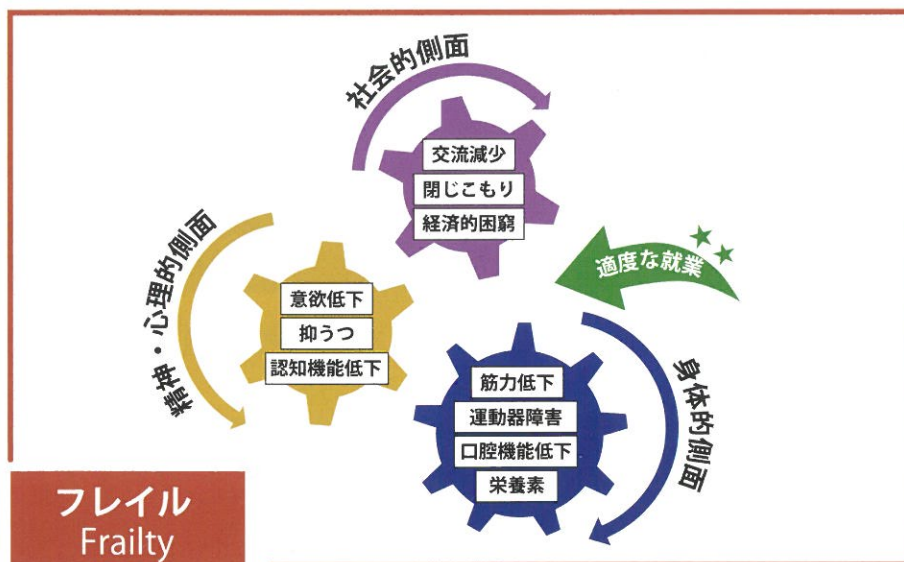 社会的側面
交流減少
閉じこもり
経済的困窮
精神・心理的側面
意欲低下
抑うつ
認知機能低下
適度な就業
身体的側面
筋力低下
運動器障害
口腔機能低下
栄養素
フレイル
Frailty